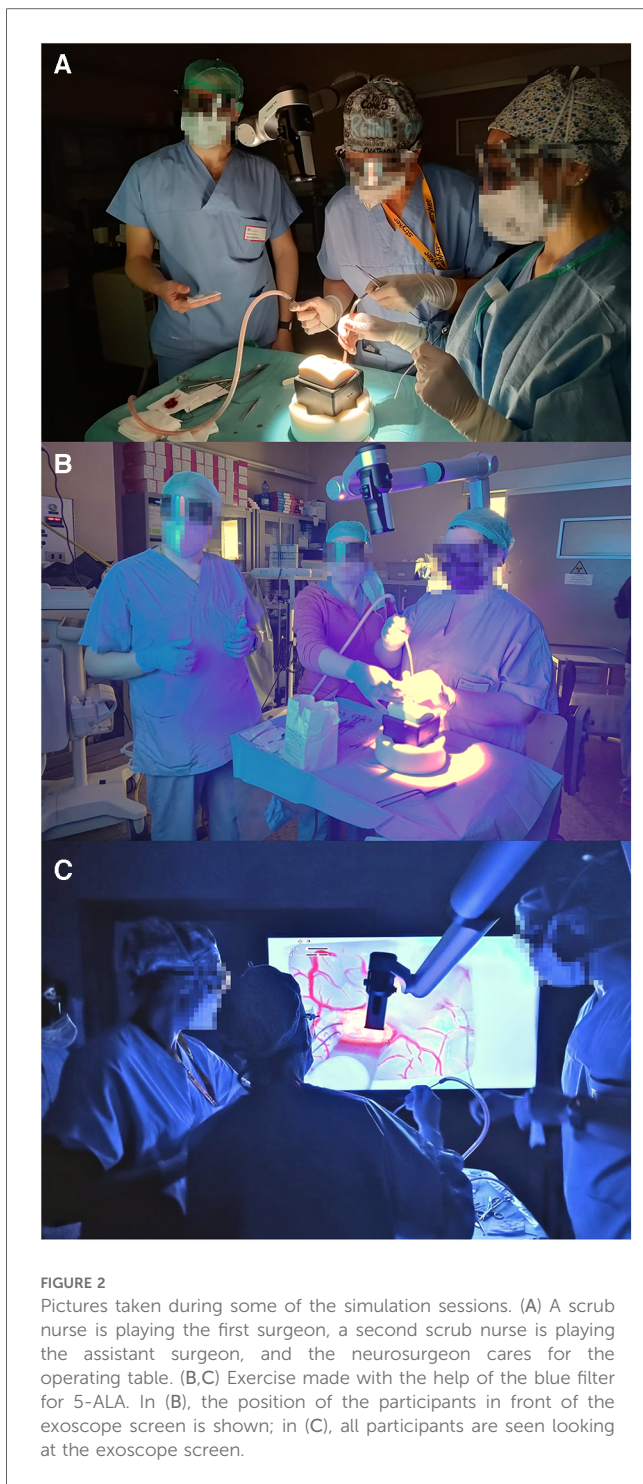 A
B
C
FIGURE 2
Pictures taken during some of the simulation sessions. (A) A scrub
nurse is playing the first surgeon, a second scrub nurse is playing
the assistant surgeon, and the neurosurgeon cares for the
operating table. (B,C) Exercise made with the help of the blue filter
for 5-ALA. In (B), the position of the participants in front of the
exoscope screen is shown; in (C), all participants are seen looking
at the exoscope screen.